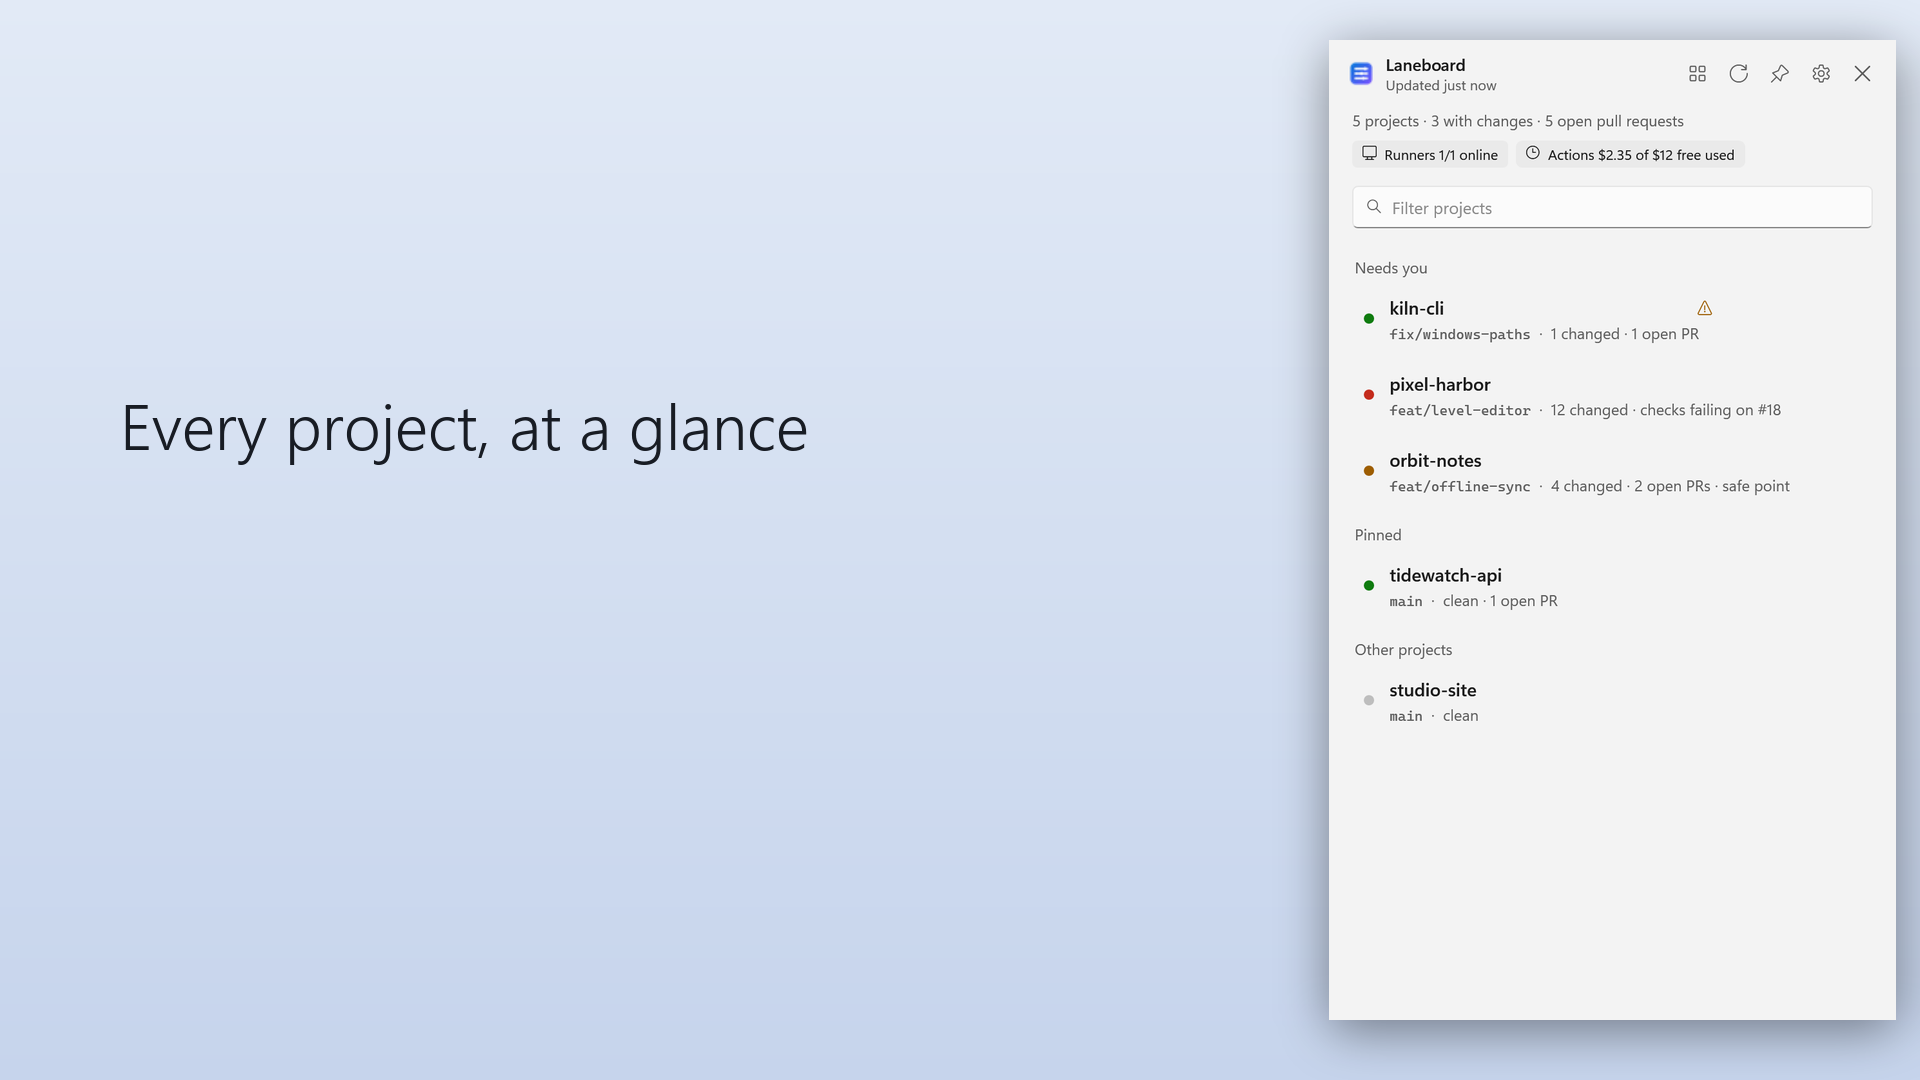 Every project, at a glance
Laneboard
Updated just now
5 projects · 3 with changes · 5 open pull requests
Runners 1/1 online
Actions $2.35 of $12 free used
Filter projects
Needs you
kiln-cli
fix/windows-paths · 1 changed · 1 open PR
pixel-harbor
feat/level-editor · 12 changed · checks failing on #18
orbit-notes
feat/offline-sync · 4 changed · 2 open PRs · safe point
Pinned
tidewatch-api
main · clean · 1 open PR
Other projects
studio-site
main · clean